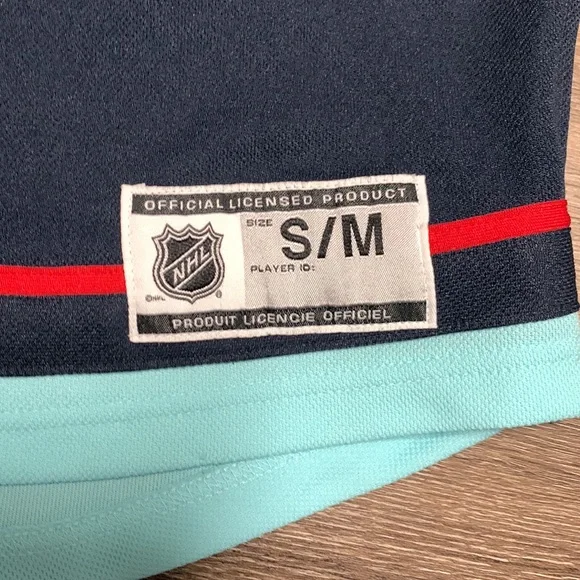 OFFICIAL LICENSED PRODUCT
NHL
©NHL ®
SIZE S/M
PLAYER ID:
PRODUIT LICENCIE OFFICIEL